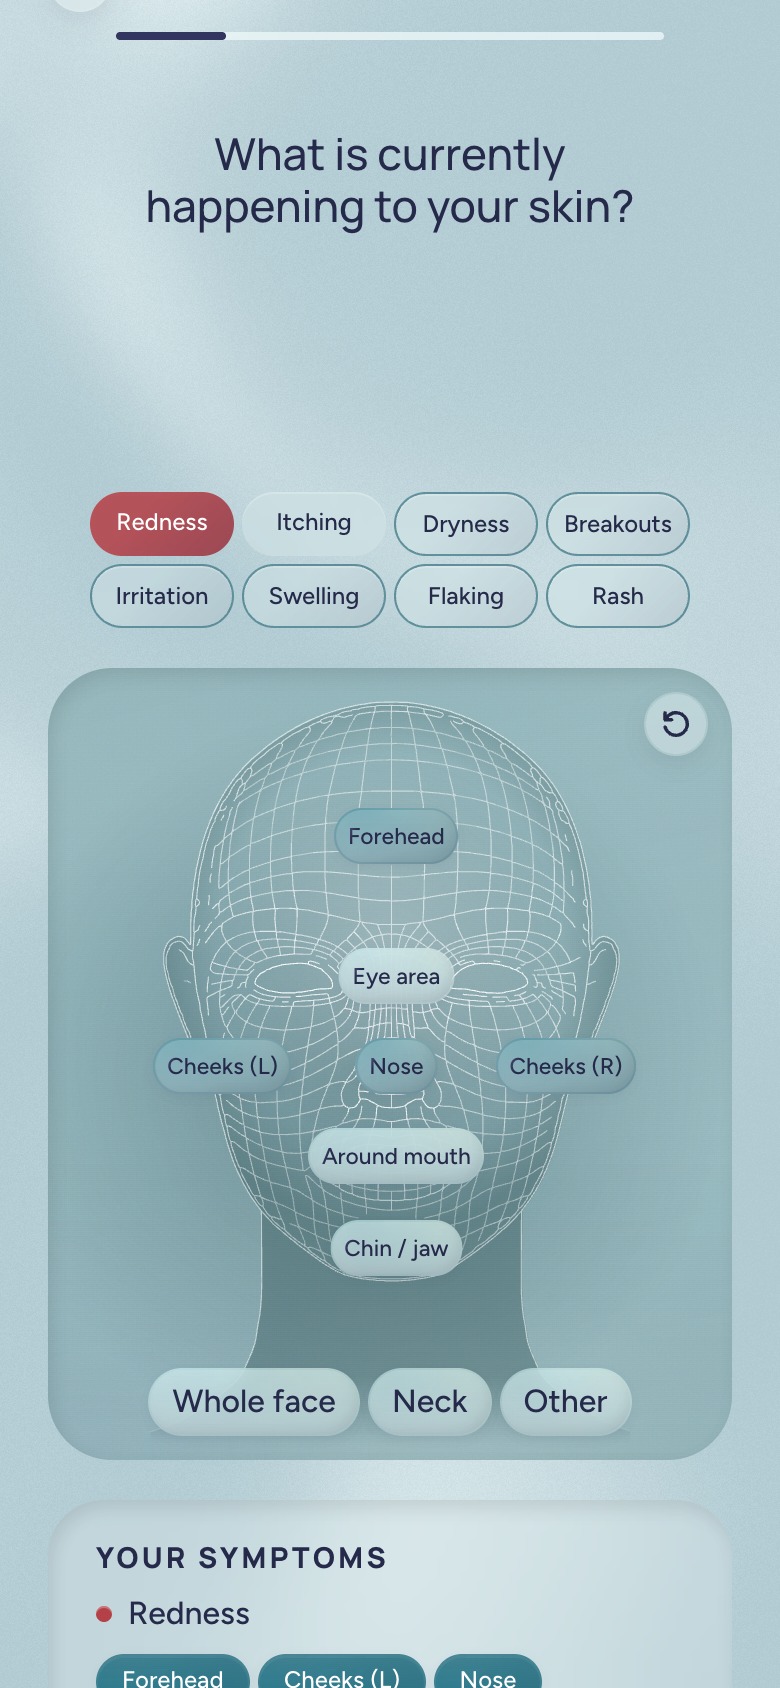 What is currently
happening to your skin?
Redness Itching Dryness Breakouts
Irritation Swelling Flaking Rash
Forehead
Eye area
Cheeks (L) Nose Cheeks (R)
Around mouth
Chin / jaw
Whole face Neck Other
YOUR SYMPTOMS
Redness
Forehead Cheeks (L) Nose